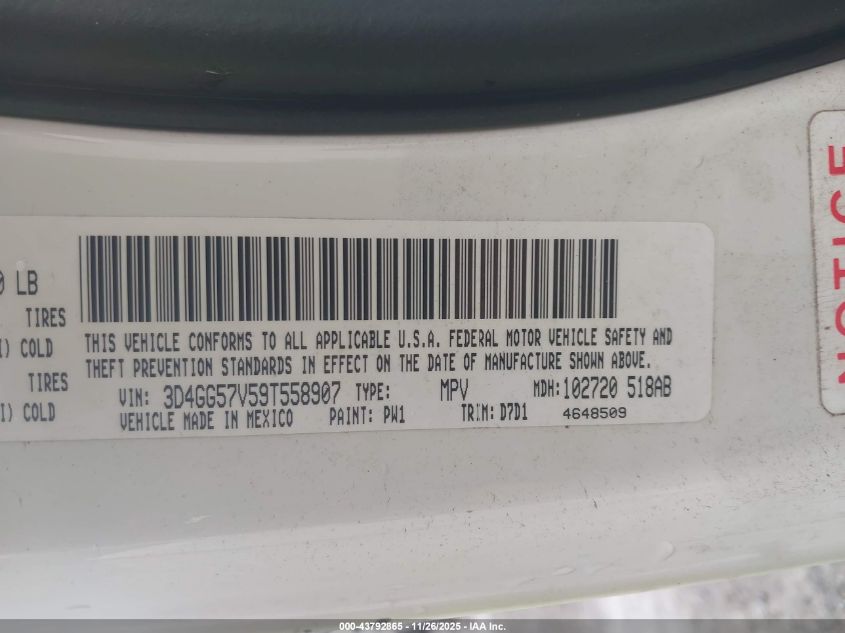 0 LB
TIRES
I) COLD
TIRES
I) COLD
THIS VEHICLE CONFORMS TO ALL APPLICABLE U.S.A. FEDERAL MOTOR VEHICLE SAFETY AND
THEFT PREVENTION STANDARDS IN EFFECT ON THE DATE OF MANUFACTURE SHOWN ABOVE.
VIN: 3D4GG57V59T558907 TYPE: MPV MDH: 102720 518AB
VEHICLE MADE IN MEXICO PAINT: PW1 TRIM: D7D1 4648509
NOTICE
000-43792865 - 11/26/2025 - IAA Inc.